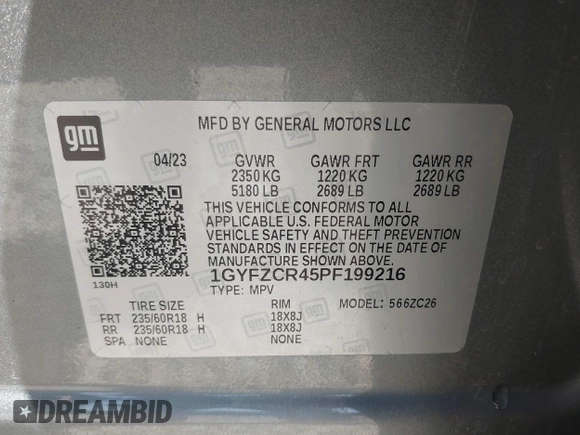 gm
MFD BY GENERAL MOTORS LLC
04/23 GVWR GAWR FRT GAWR RR
2350 KG 1220 KG 1220 KG
5180 LB 2689 LB 2689 LB
THIS VEHICLE CONFORMS TO ALL
APPLICABLE U.S. FEDERAL MOTOR
VEHICLE SAFETY AND THEFT PREVENTION
STANDARDS IN EFFECT ON THE DATE OF
MANUFACTURE SHOWN ABOVE.
130H 1GYFZCR45PF199216
TYPE: MPV MODEL: 566ZC26
TIRE SIZE RIM
FRT 235/60R18 H 18X8J
RR 235/60R18 H 18X8J
SPA NONE NONE
DREAMBID